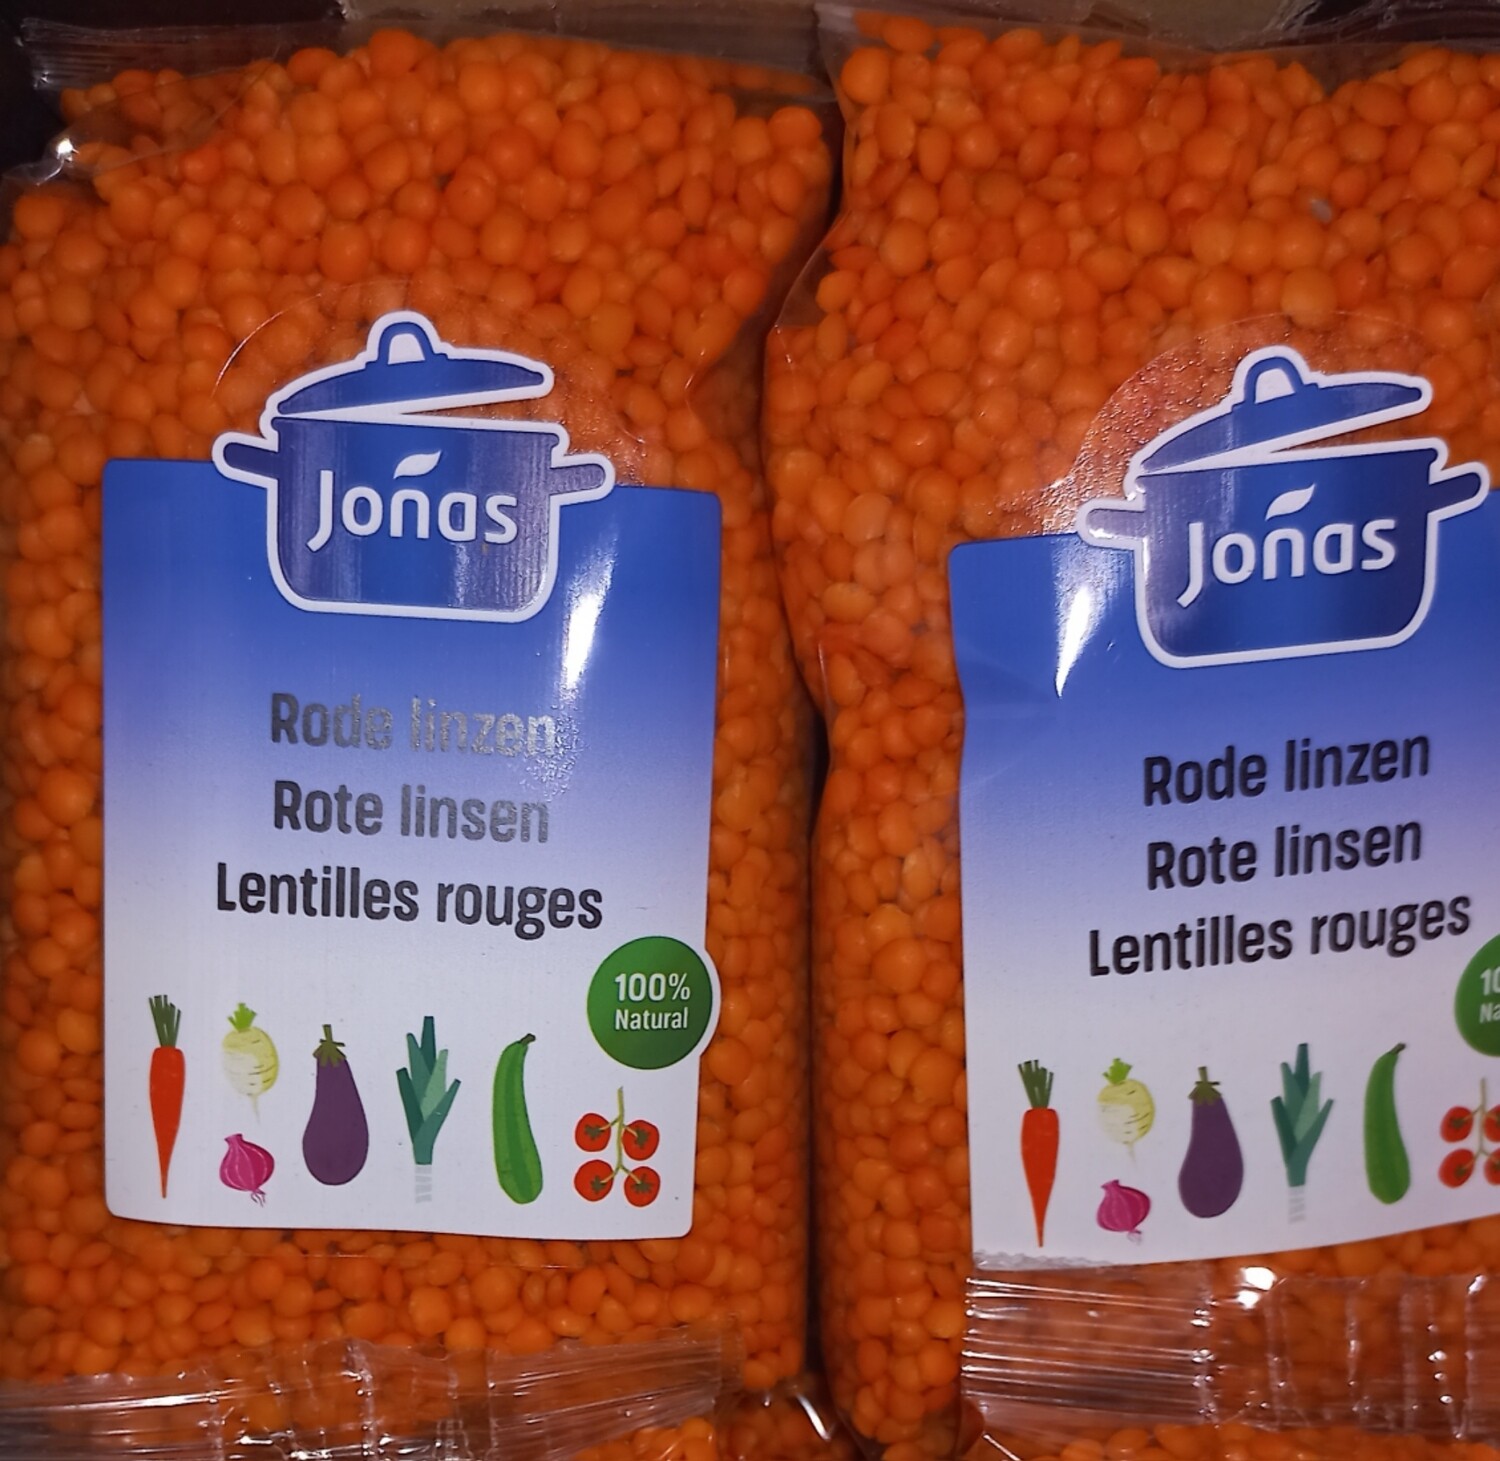 Jonas
Rode linzen
Rote linsen
Lentilles rouges
100%
Natural
Jonas
Rode linzen
Rote linsen
Lentilles rouges